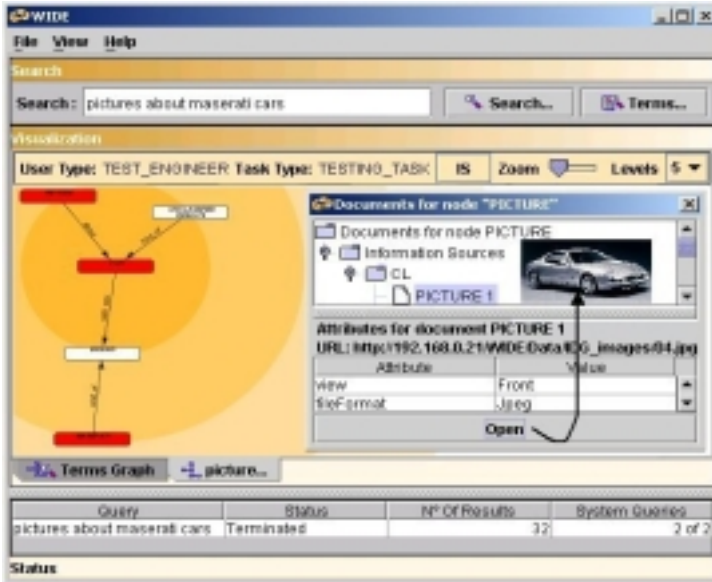 WIDE
File View Help
Search
Search: pictures about maserati cars Search... Terms...
Visualization
User Type: TEST_ENGINEER Task Type: TESTING_TASK IS Zoom Levels 5
Documents for node "PICTURE"
Documents for node PICTURE
Information Sources
CL
PICTURE 1
Attributes for document PICTURE 1
URL: http://192.168.0.21/WIDE/Data/IDG_images/04.jpg
Attribute Value
view Front
fileFormat Jpeg
Open
Terms Graph picture...
Query Status Nº Of Results System Queries
pictures about maserati cars Terminated 32 2 of 2
Status